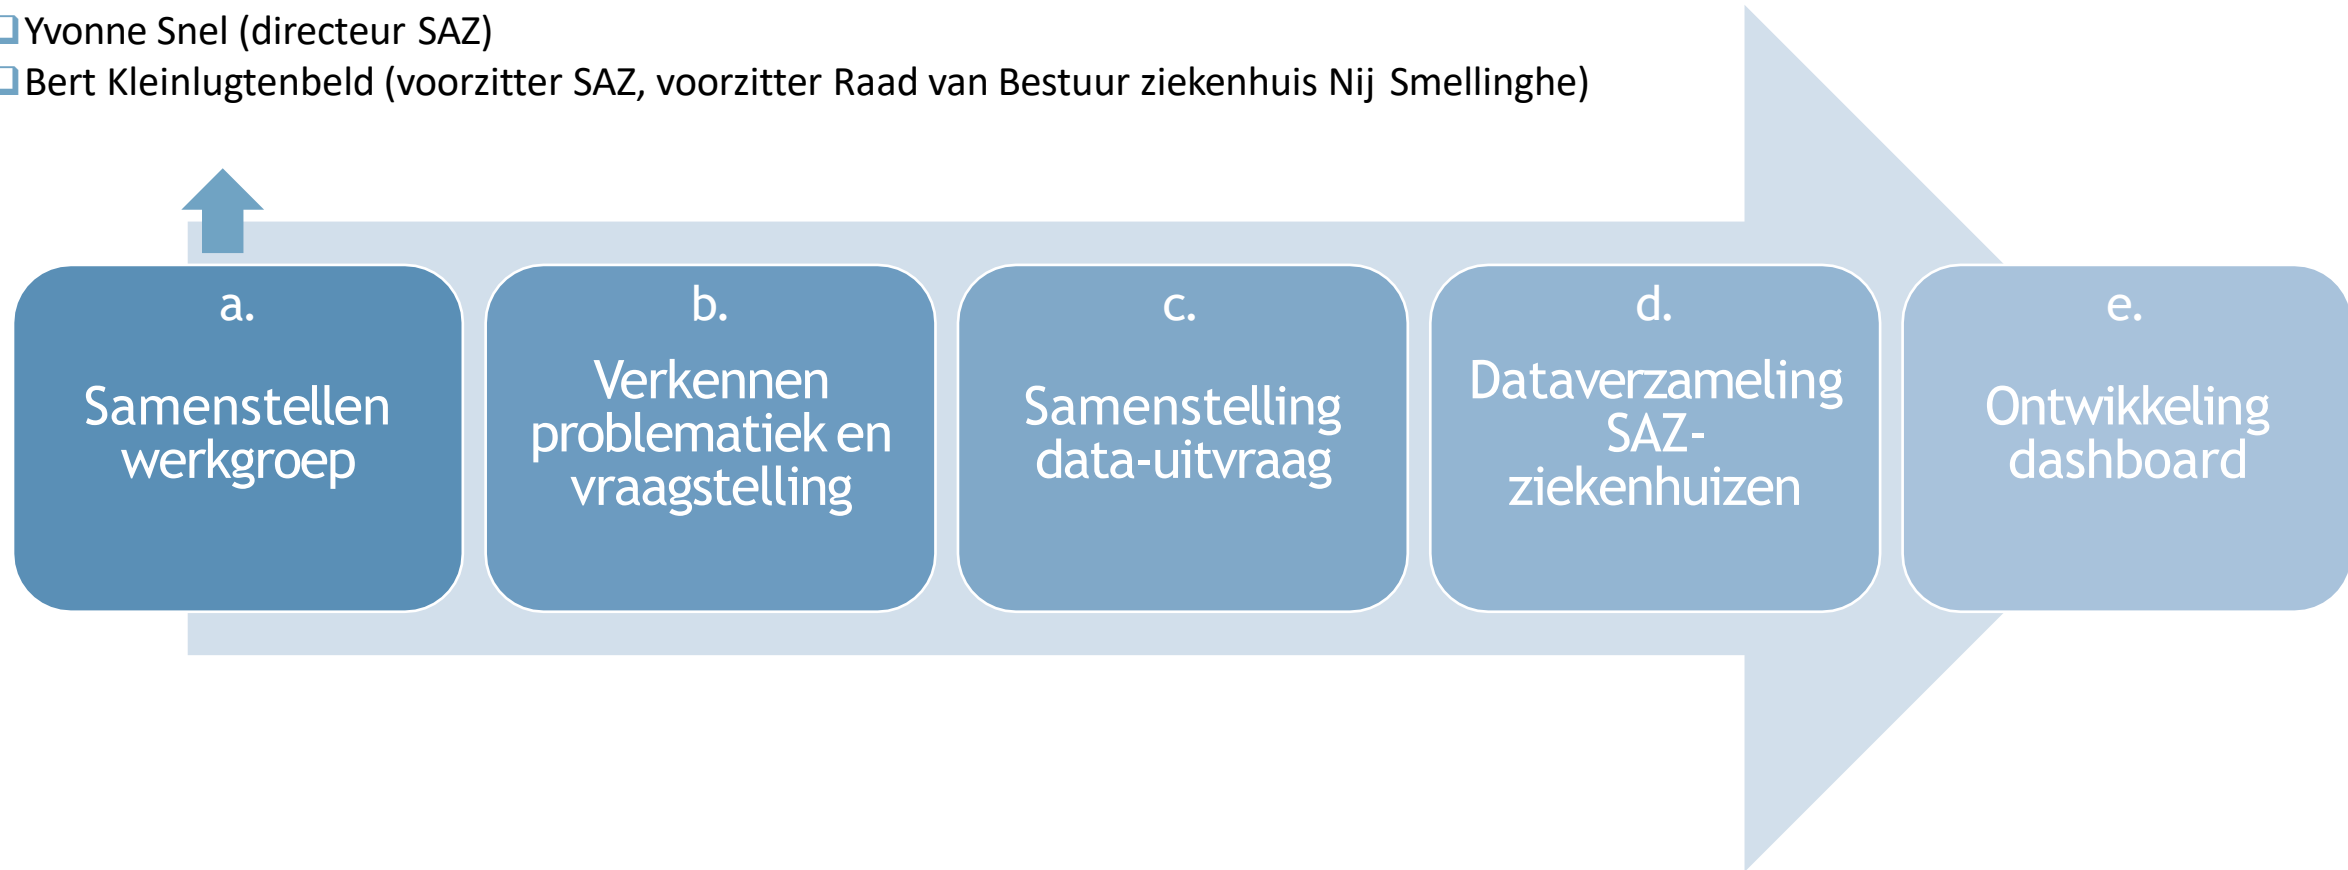 Yvonne Snel (directeur SAZ)
Bert Kleinlugtenbeld (voorzitter SAZ, voorzitter Raad van Bestuur ziekenhuis Nij Smellinghe)
a.
Samenstellen
werkgroep
b.
Verkennen
problematiek en
vraagstelling
c.
Samenstelling
data-uitvraag
d.
Dataverzameling
SAZ-
ziekenhuizen
e.
Ontwikkeling
dashboard